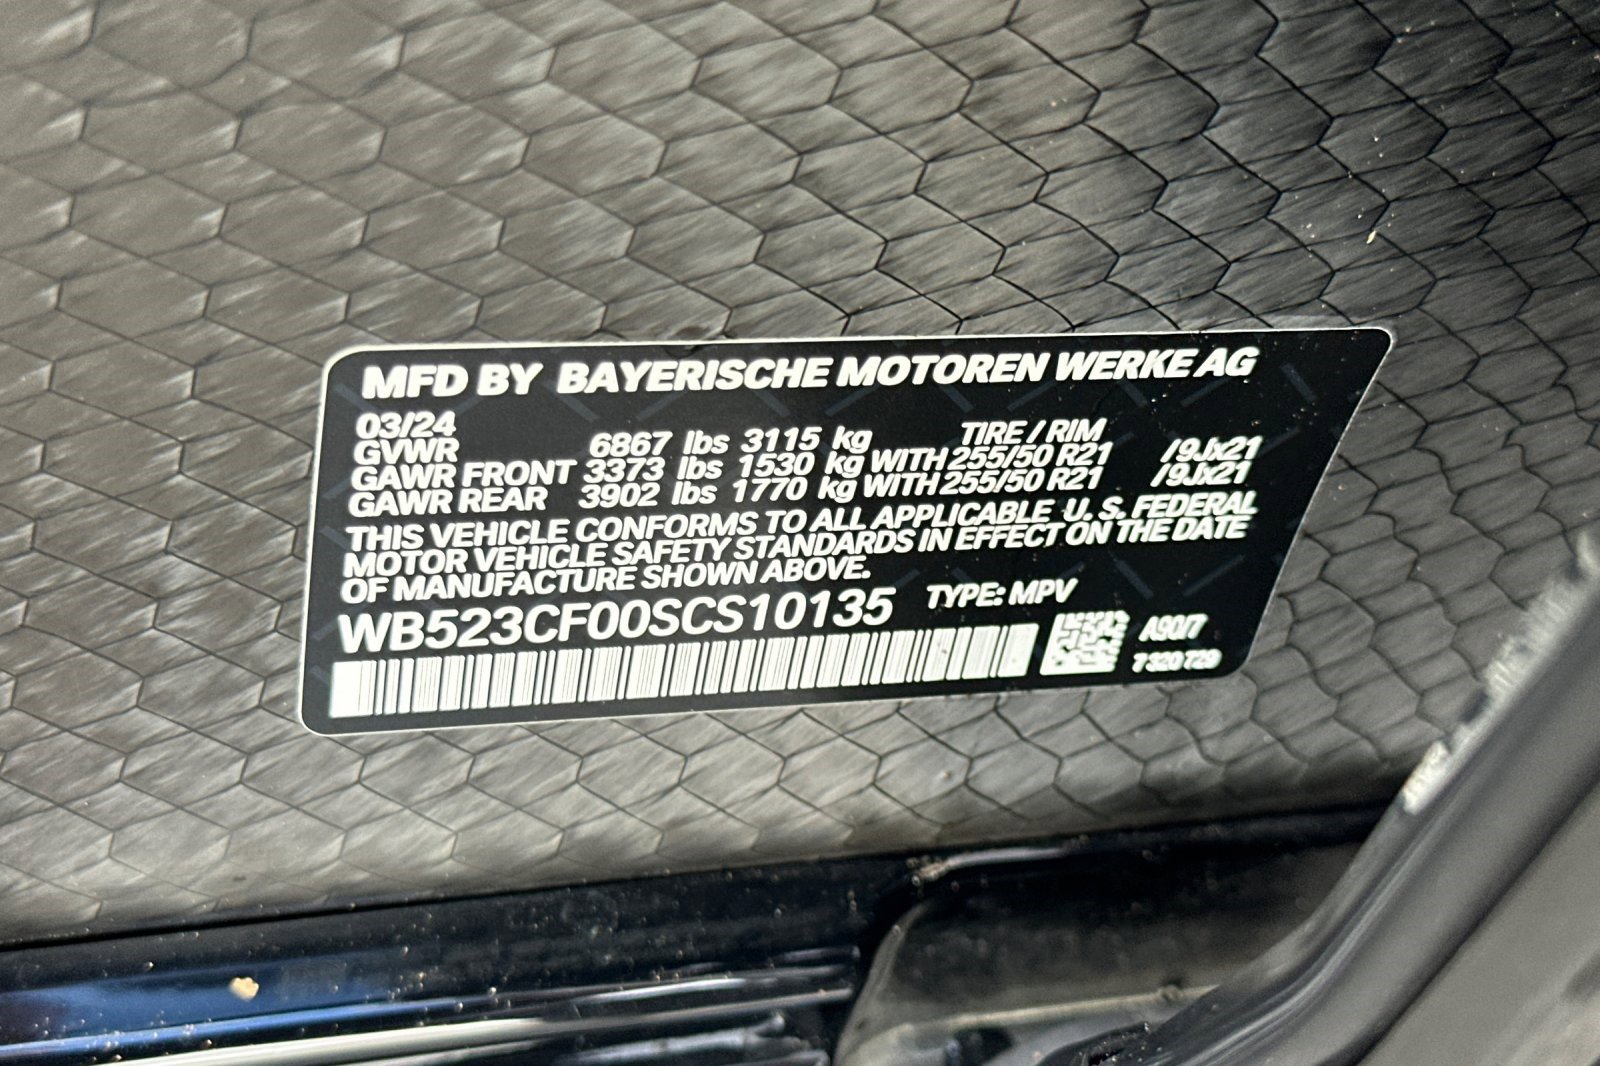 MFD BY BAYERISCHE MOTOREN WERKE AG
03/24
TIRE / RIM
GVWR 6867 lbs 3115 kg
GAWR FRONT 3373 lbs 1530 kg WITH 255/50 R21 /9Jx21
GAWR REAR 3902 lbs 1770 kg WITH 255/50 R21 /9Jx21
THIS VEHICLE CONFORMS TO ALL APPLICABLE U. S. FEDERAL
MOTOR VEHICLE SAFETY STANDARDS IN EFFECT ON THE DATE
OF MANUFACTURE SHOWN ABOVE.
WB523CF00SCS10135 TYPE: MPV
A90/7
7 320 729